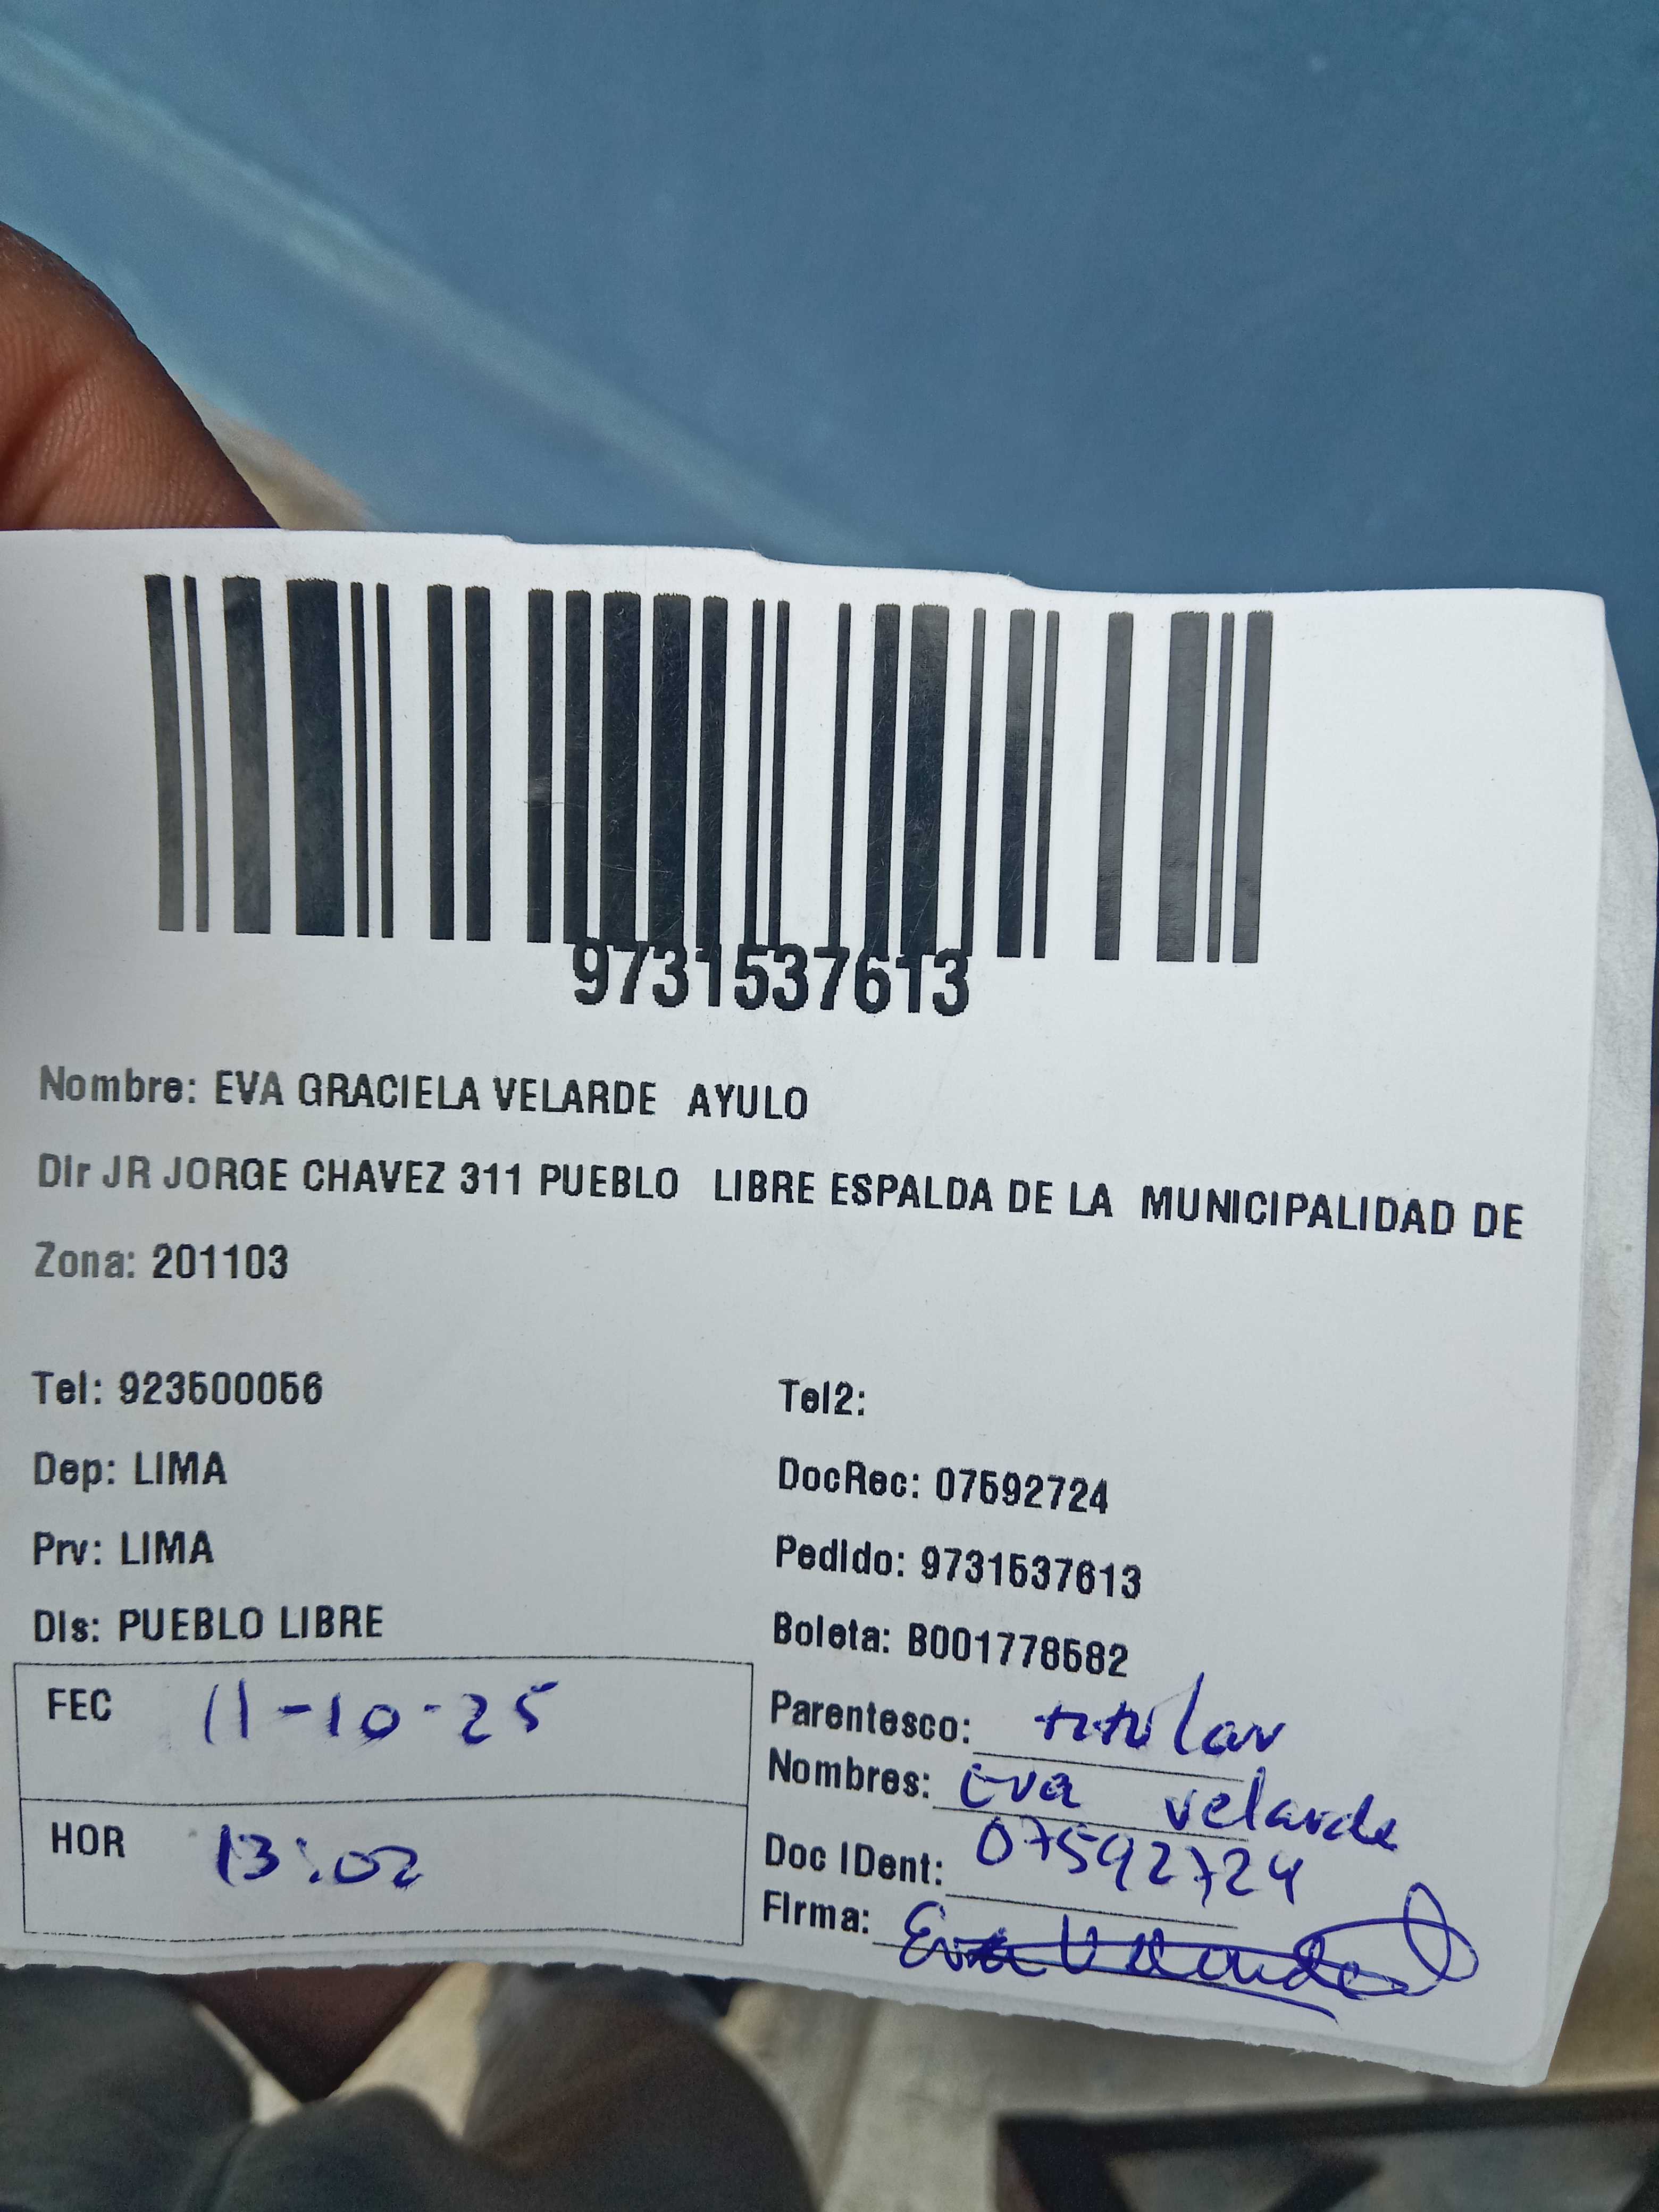 9731537613
Nombre: EVA GRACIELA VELARDE AYULO
Dir JR JORGE CHAVEZ 311 PUEBLO LIBRE ESPALDA DE LA MUNICIPALIDAD DE
Zona: 201103
Tel: 923500056
Tel2:
Dep: LIMA
DocRec: 07592724
Prv: LIMA
Pedido: 9731537613
Dis: PUEBLO LIBRE
Boleta: B001778582
FEC 11-10-25
Parentesco: titular
Nombres: Eva velarde
HOR 13:02
Doc IDent: 07592724
Firma: Eva Velarde